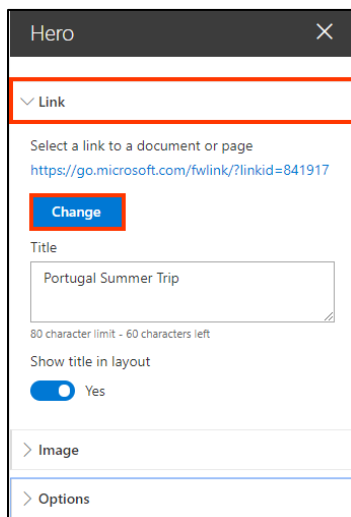 Hero
Link
Select a link to a document or page
https://go.microsoft.com/fwlink/?linkid=841917
Change
Title
Portugal Summer Trip
80 character limit - 60 characters left
Show title in layout
Yes
Image
Options